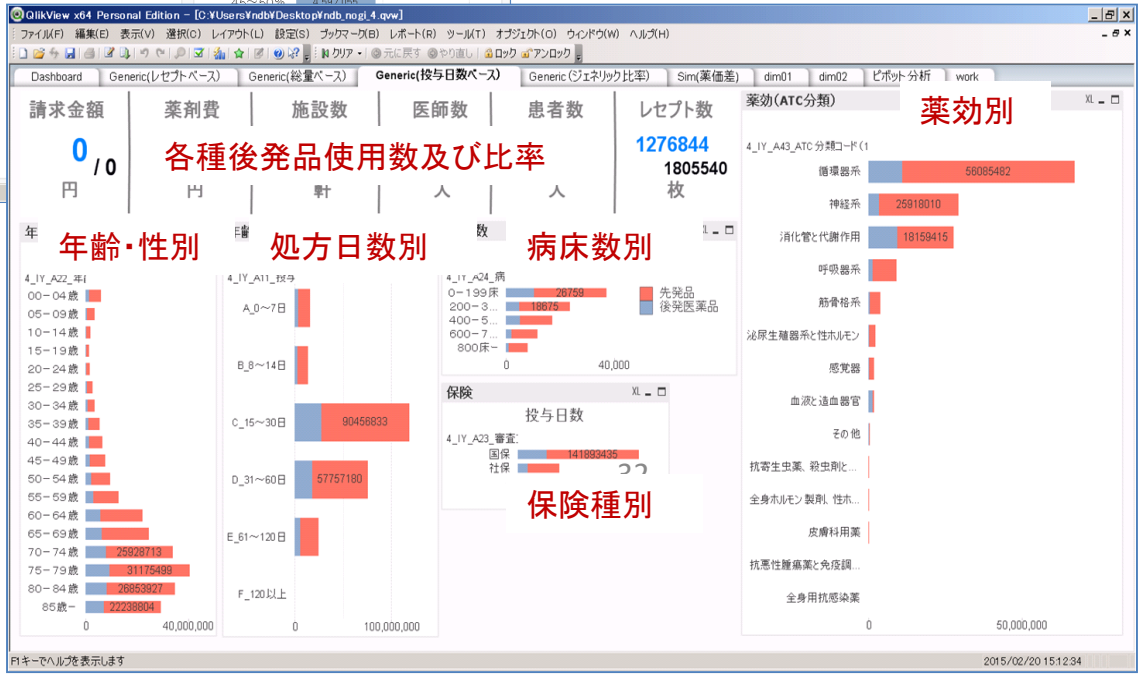 45～50%
QlikView x64 Personal Edition - [C:¥Users¥ndb¥Desktop¥ndb_nogi_4.qvw]
ファイル(F) 編集(E) 表示(V) 選択(C) レイアウト(L) 設定(S) ブックマーク(B) レポート(R) ツール(T) オブジェクト(O) ウィンドウ(W) ヘルプ(H)
クリア 元に戻す やり直し ロック アンロック
Dashboard Generic(レセプトベース) Generic(総量ベース) Generic(投与日数ベース) Generic(ジェネリック比率) Sim(薬価差) dim01 dim02 ピボット分析 work
請求金額 薬剤費 施設数 医師数 患者数 レセプト数
0 / 0
円 円 軒 人 人
1276844
1805540
枚
各種後発品使用数及び比率
薬効(ATC分類) XL
薬効別
4_IY_A43_ATC分類コード(1
循環器系 56085482
神経系 25918010
消化管と代謝作用 18159415
呼吸器系
筋骨格系
泌尿生殖器系と性ホルモン
感覚器
血液と造血器官
その他
抗寄生虫薬、殺虫剤と...
全身ホルモン製剤、性ホ...
皮膚科用薬
抗悪性腫瘍薬と免疫調...
全身用抗感染薬
0 50,000,000
年
年齢・性別
4_IY_A22_年
00-04歳
05-09歳
10-14歳
15-19歳
20-24歳
25-29歳
30-34歳
35-39歳
40-44歳
45-49歳
50-54歳
55-59歳
60-64歳
65-69歳
70-74歳 25928713
75-79歳 31175499
80-84歳 26853927
85歳- 22238804
0 40,000,000
処方日数別
4_IY_A11_投与
A_0～7日
B_8～14日
C_15～30日 90456833
D_31～60日 57757180
E_61～120日
F_120以上
0 100,000,000
数
病床数別
4_IY_A24_病
0-199床 26759
200-3... 18675
400-5...
600-7...
800床-
0 40,000
先発品
後発医薬品
保険 XL
投与日数
4_IY_A23_審査
国保 141893435
社保
保険種別
F1キーでヘルプを表示します
2015/02/20 15:12:34